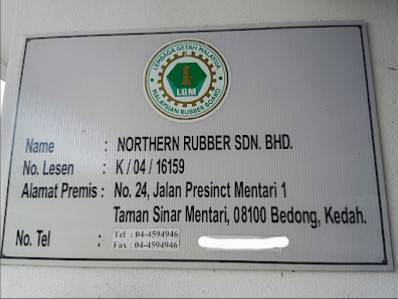 LEMBAGA GETAH MALAYSIA
LGM
MALAYSIAN RUBBER BOARD
Name : NORTHERN RUBBER SDN. BHD.
No. Lesen : K / 04 / 16159
Alamat Premis : No. 24, Jalan Presinct Mentari 1
Taman Sinar Mentari, 08100 Bedong, Kedah.
No. Tel : Tel : 04-4594946
Fax : 04-4594946